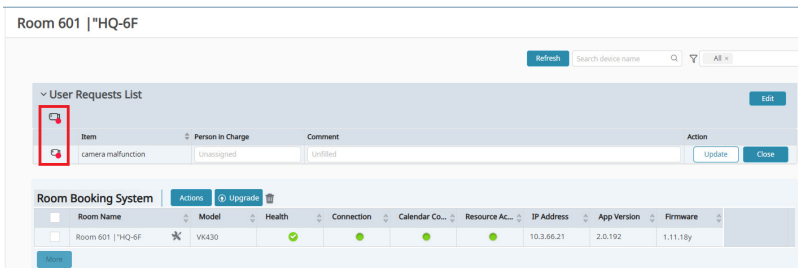 Room 601 |"HQ-6F
Refresh Search device name All ×
User Requests List Edit
Item Person in Charge Comment Action
camera malfunction Unassigned Unfilled Update Close
Room Booking System Actions Upgrade
Room Name Model Health Connection Calendar Co... Resource Ac... IP Address App Version Firmware
Room 601 |"HQ-6F VK430 10.3.66.21 2.0.192 1.11.18y
More